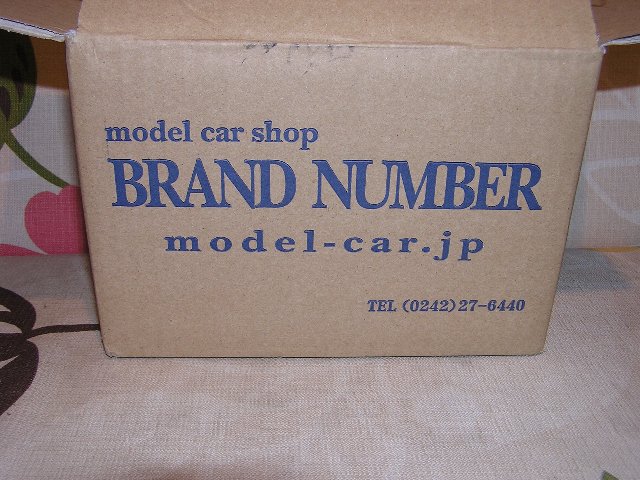 model car shop
BRAND NUMBER
model-car.jp
TEL (0242)27-6440